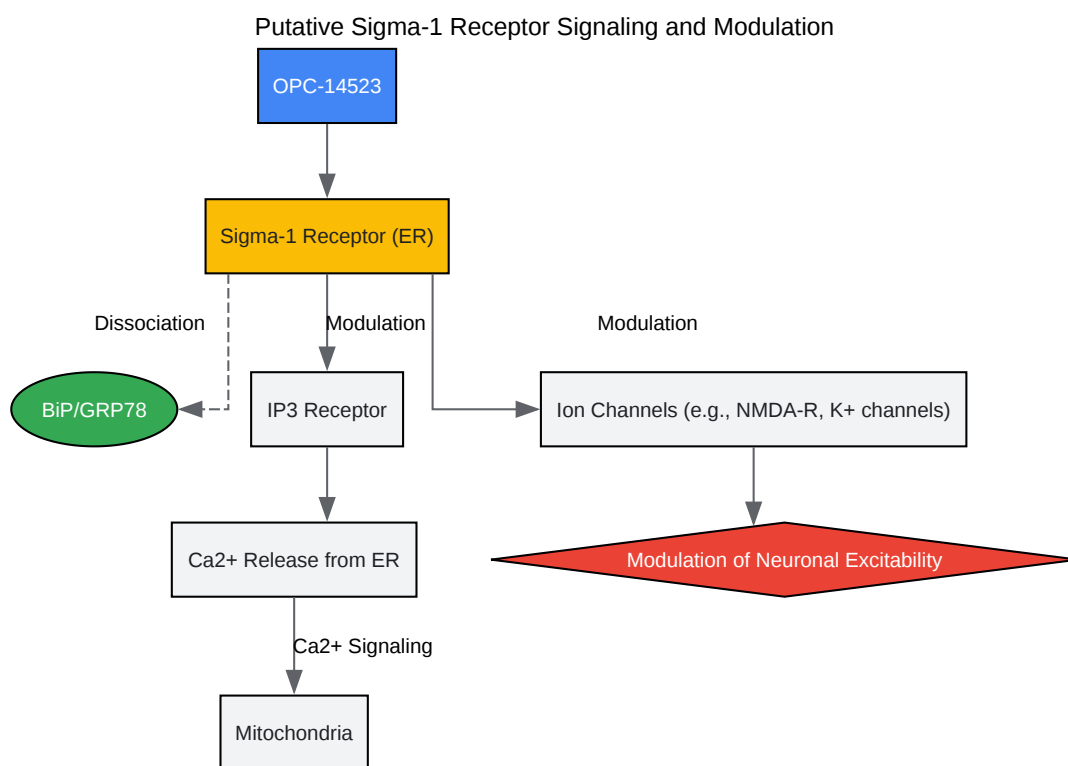 Putative Sigma-1 Receptor Signaling and Modulation
OPC-14523
Sigma-1 Receptor (ER)
Dissociation
Modulation
Modulation
BiP/GRP78
IP3 Receptor
Ion Channels (e.g., NMDA-R, K+ channels)
Ca2+ Release from ER
Modulation of Neuronal Excitability
Ca2+ Signaling
Mitochondria